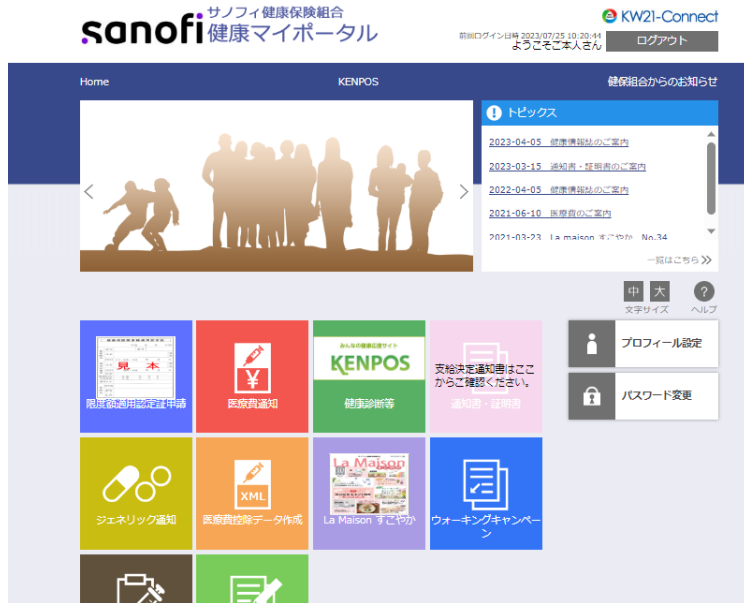 sanofi
サノフィ健康保険組合
健康マイポータル
KW21-Connect
前回ログイン日時 2023/07/25 10:20:44
ようこそご本人さん
ログアウト
Home
KENPOS
健保組合からのお知らせ
トピックス
2023-04-05 健康情報誌のご案内
2023-03-15 通知書・証明書のご案内
2022-04-05 健康情報誌のご案内
2021-06-10 医療費のご案内
2021-03-23 La maison すこやか No.34
一覧はこちら
中 大
文字サイズ
?
ヘルプ
見本
限度額適用認定証申請
¥
医療費通知
みんなの健康応援サイト
KENPOS
健康診断等
支給決定通知書はここ
からご確認ください。
通知書・証明書
プロフィール設定
パスワード変更
ジェネリック通知
XML
医療費控除データ作成
La Maison
La Maison すこやか
ウォーキングキャンペー
ン